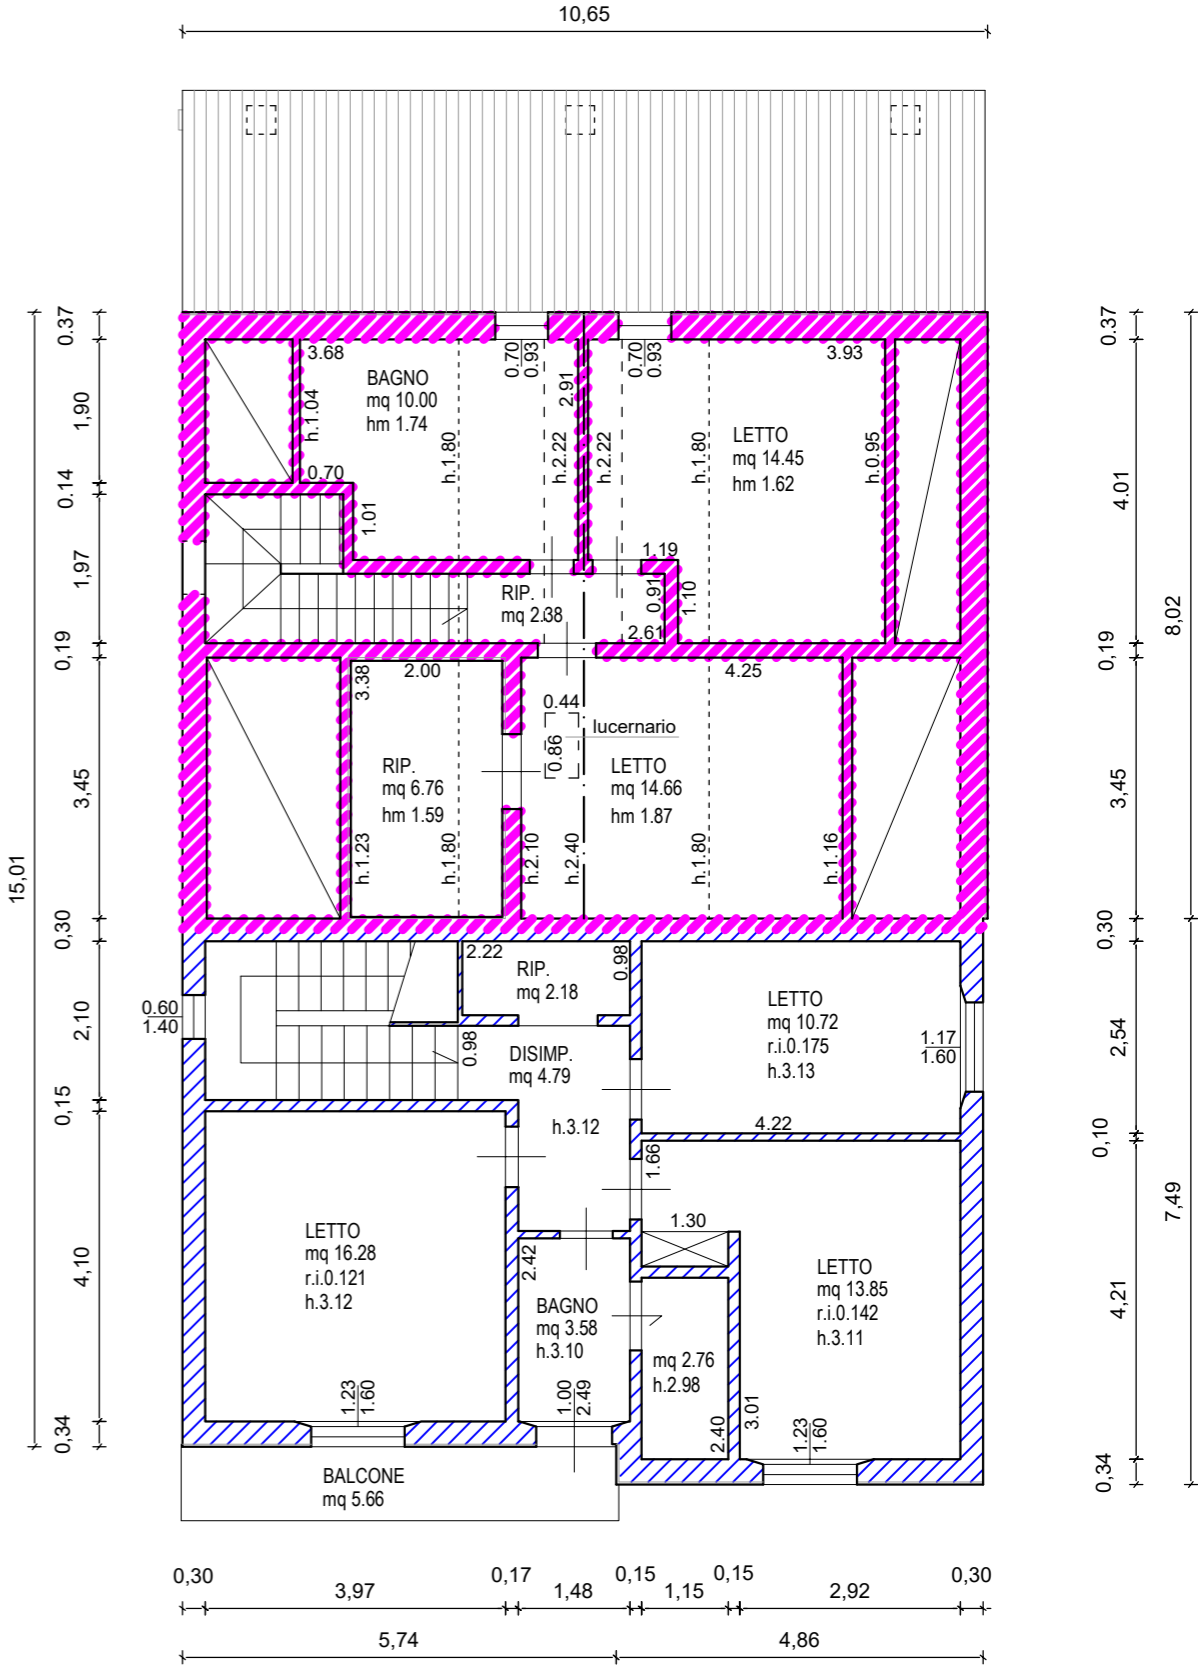 10,65
0.37
1,90
0.14
1,97
0,19
3,45
0,30
2,10
0,15
4,10
0,34
15,01
0.37
4.01
0,19
3,45
0,30
2,54
0,10
4,21
0,34
8,02
7,49
3.68
BAGNO
mq 10.00
hm 1.74
h.1.04
0.70
1.01
h.1.80
h.2.22
2.91
0.70
0.93
0.70
0.93
h.2.22
h.1.80
3.93
LETTO
mq 14.45
hm 1.62
h.0.95
1.19
0.91
1.10
2.61
RIP.
mq 2.38
3.38
2.00
RIP.
mq 6.76
hm 1.59
h.1.23
h.1.80
0.44
0.86
lucernario
4.25
LETTO
mq 14.66
hm 1.87
h.2.10
h.2.40
h.1.80
h.1.16
0.60
1.40
2.22
RIP.
mq 2.18
0.98
0.98
DISIMP.
mq 4.79
h.3.12
LETTO
mq 10.72
r.i.0.175
h.3.13
1.17
1.60
4.22
1.66
1.30
LETTO
mq 16.28
r.i.0.121
h.3.12
2.42
BAGNO
mq 3.58
h.3.10
mq 2.76
h.2.98
2.40
3.01
LETTO
mq 13.85
r.i.0.142
h.3.11
1.23
1.60
1.00
2.49
1.23
1.60
BALCONE
mq 5.66
0,30
3,97
0,17
1,48
0,15
1,15
0,15
2,92
0,30
5,74
4,86